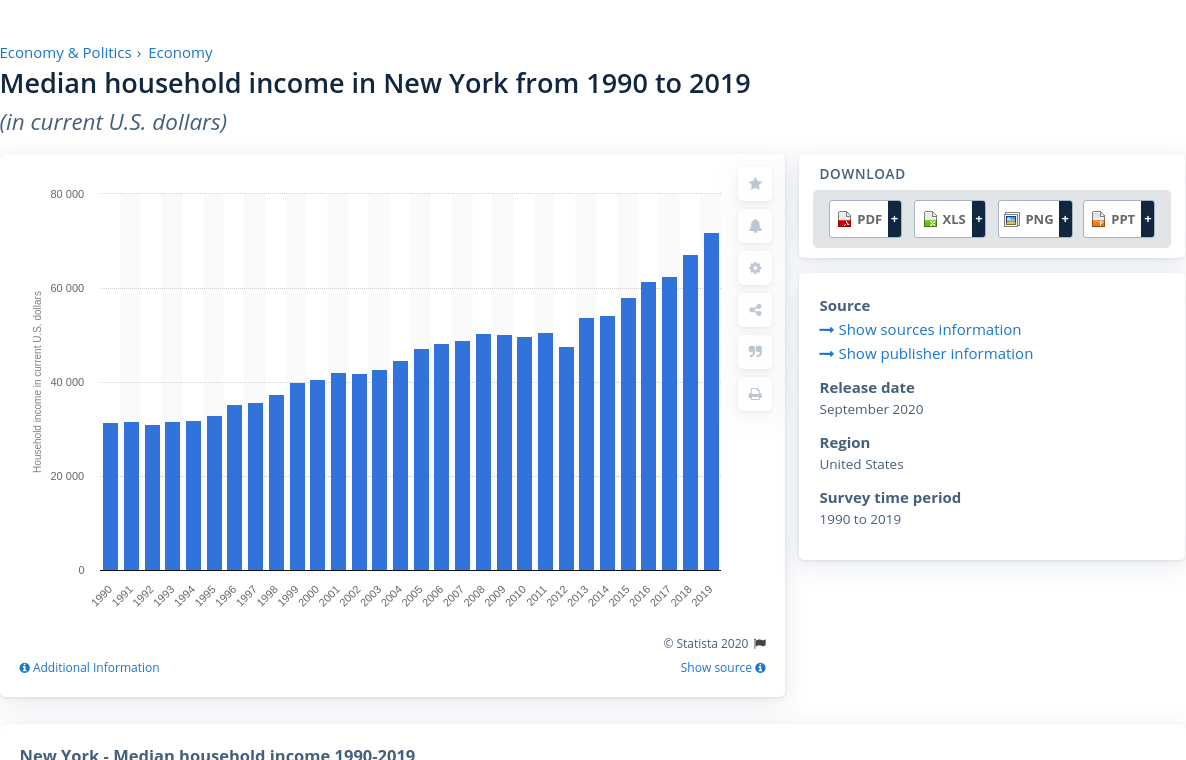 Economy & Politics › Economy
Median household income in New York from 1990 to 2019
(in current U.S. dollars)
Household income in current U.S. dollars
80 000
60 000
40 000
20 000
0
1990 1991 1992 1993 1994 1995 1996 1997 1998 1999 2000 2001 2002 2003 2004 2005 2006 2007 2008 2009 2010 2011 2012 2013 2014 2015 2016 2017 2018 2019
© Statista 2020
Additional Information
Show source
DOWNLOAD
PDF + XLS + PNG + PPT +
Source
Show sources information
Show publisher information
Release date
September 2020
Region
United States
Survey time period
1990 to 2019
New York - Median household income 1990-2019